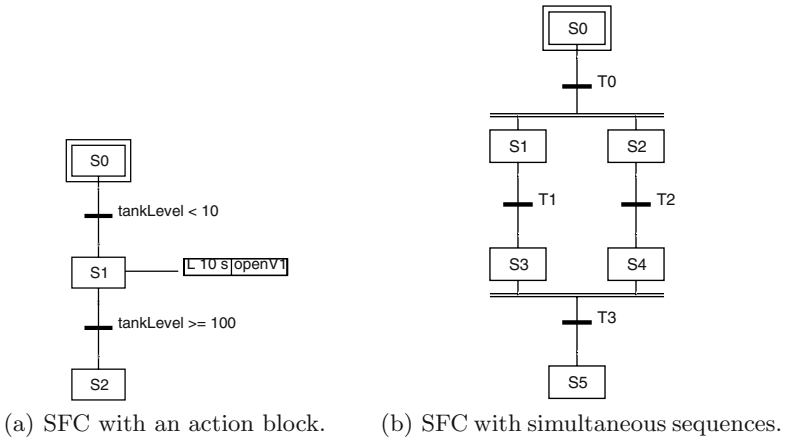 S0
tankLevel < 10
S1
L 10 s openV1
tankLevel >= 100
S2
(a) SFC with an action block.
S0
T0
S1 S2
T1 T2
S3 S4
T3
S5
(b) SFC with simultaneous sequences.